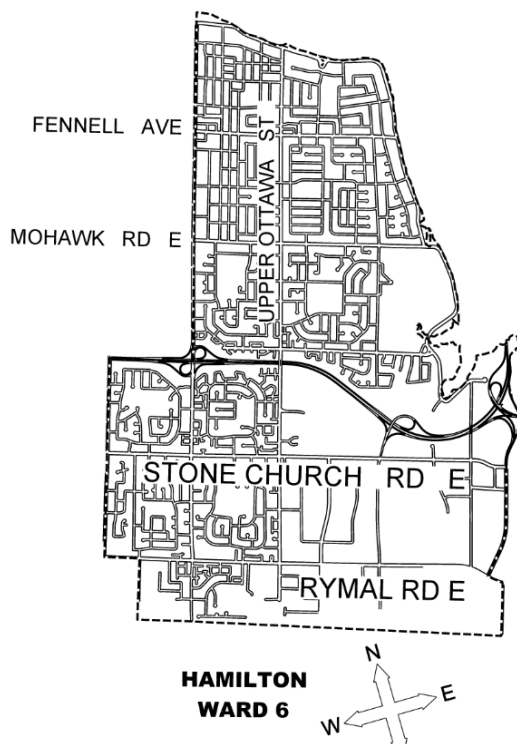 FENNELL AVE
UPPER OTTAWA ST
MOHAWK RD E
STONE CHURCH RD E
RYMAL RD E
HAMILTON
WARD 6
N
E
W